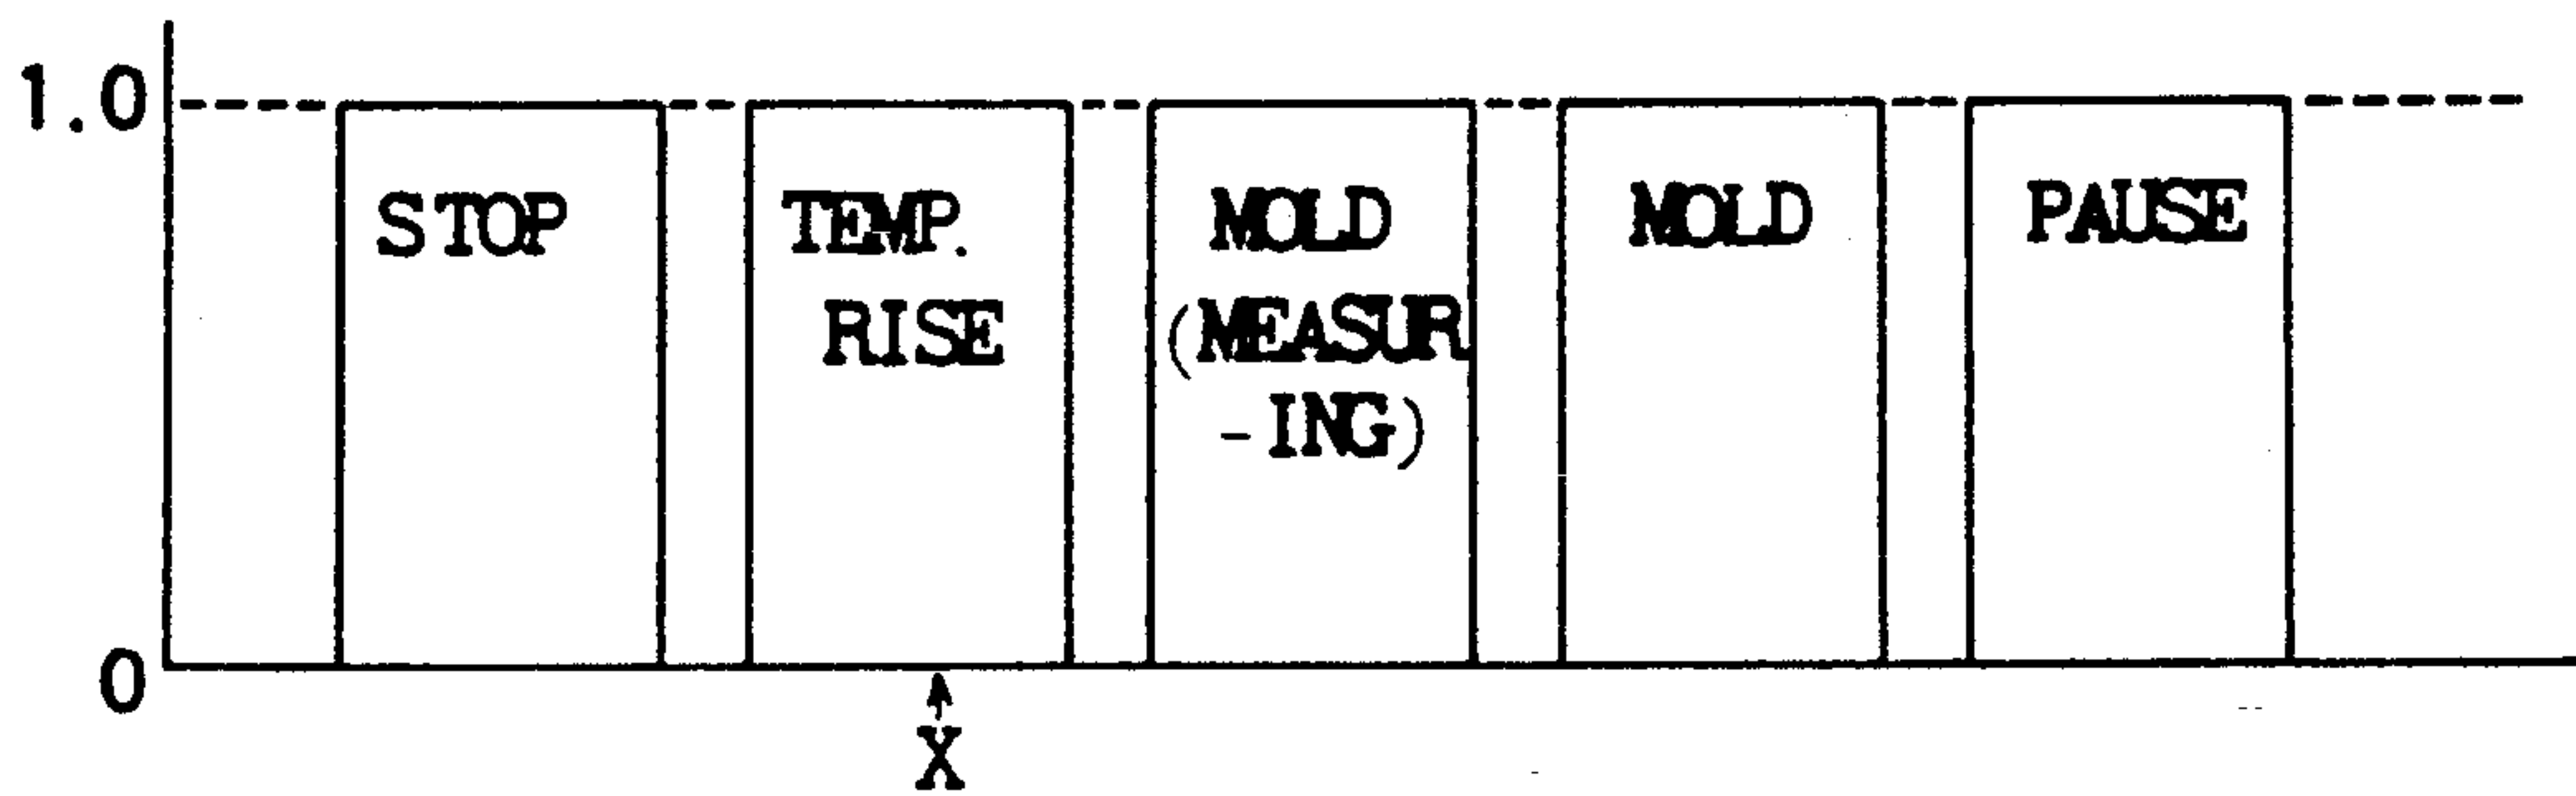 1.0
STOP
TEMP.
RISE
MOLD
(MEASUR
-ING)
MOLD
PAUSE
0
X